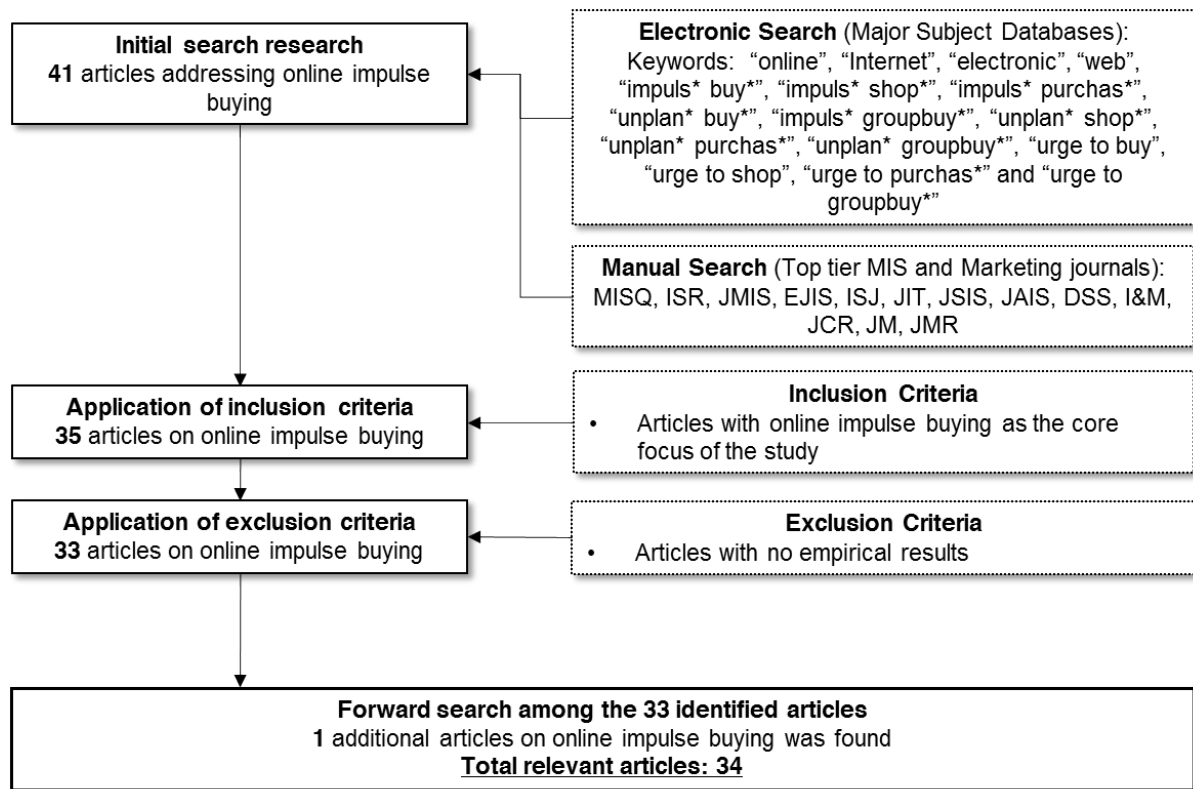 Initial search research
41 articles addressing online impulse
buying
Electronic Search (Major Subject Databases):
Keywords: “online”, “Internet”, “electronic”, “web”,
“impuls* buy*”, “impuls* shop*”, “impuls* purchas*”,
“unplan* buy*”, “impuls* groupbuy*”, “unplan* shop*”,
“unplan* purchas*”, “unplan* groupbuy*”, “urge to buy”,
“urge to shop”, “urge to purchas*” and “urge to
groupbuy*”
Manual Search (Top tier MIS and Marketing journals):
MISQ, ISR, JMIS, EJIS, ISJ, JIT, JSIS, JAIS, DSS, I&M,
JCR, JM, JMR
Application of inclusion criteria
35 articles on online impulse buying
Inclusion Criteria
• Articles with online impulse buying as the core
focus of the study
Application of exclusion criteria
33 articles on online impulse buying
Exclusion Criteria
• Articles with no empirical results
Forward search among the 33 identified articles
1 additional articles on online impulse buying was found
Total relevant articles: 34